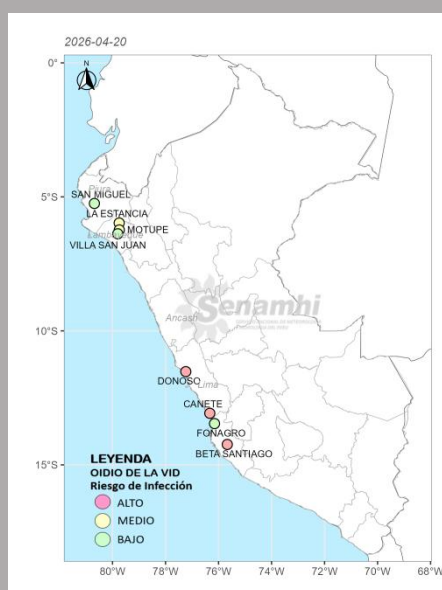 2026-04-20
N
0°
5°S
10°S
15°S
Piura
SAN MIGUEL
LA ESTANCIA
MOTUPE
VILLA SAN JUAN
Senamhi
Ancash
DONOSO
Lima
CANETE
FONAGRO
BETA SANTIAGO
LEYENDA
OIDIO DE LA VID
Riesgo de Infección
ALTO
MEDIO
BAJO
80°W 78°W 76°W 74°W 72°W 70°W 68°W